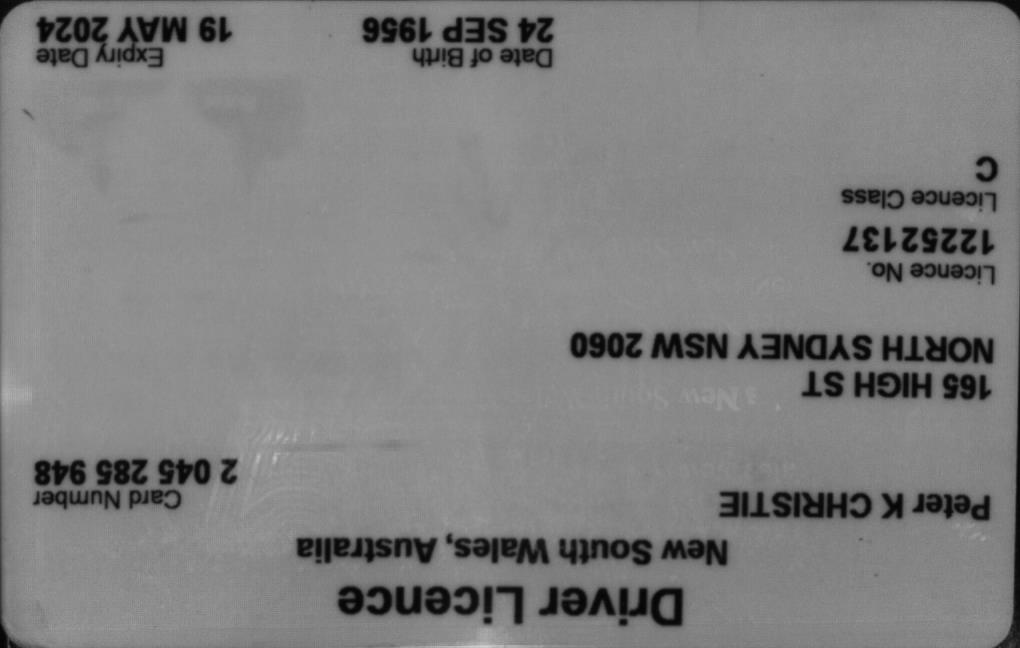 Driver Licence
New South Wales, Australia
Peter K CHRISTIE
Card Number
2 045 285 948
165 HIGH ST
NORTH SYDNEY NSW 2060
Licence No.
12252137
Licence Class
C
Date of Birth
24 SEP 1956
Expiry Date
19 MAY 2024